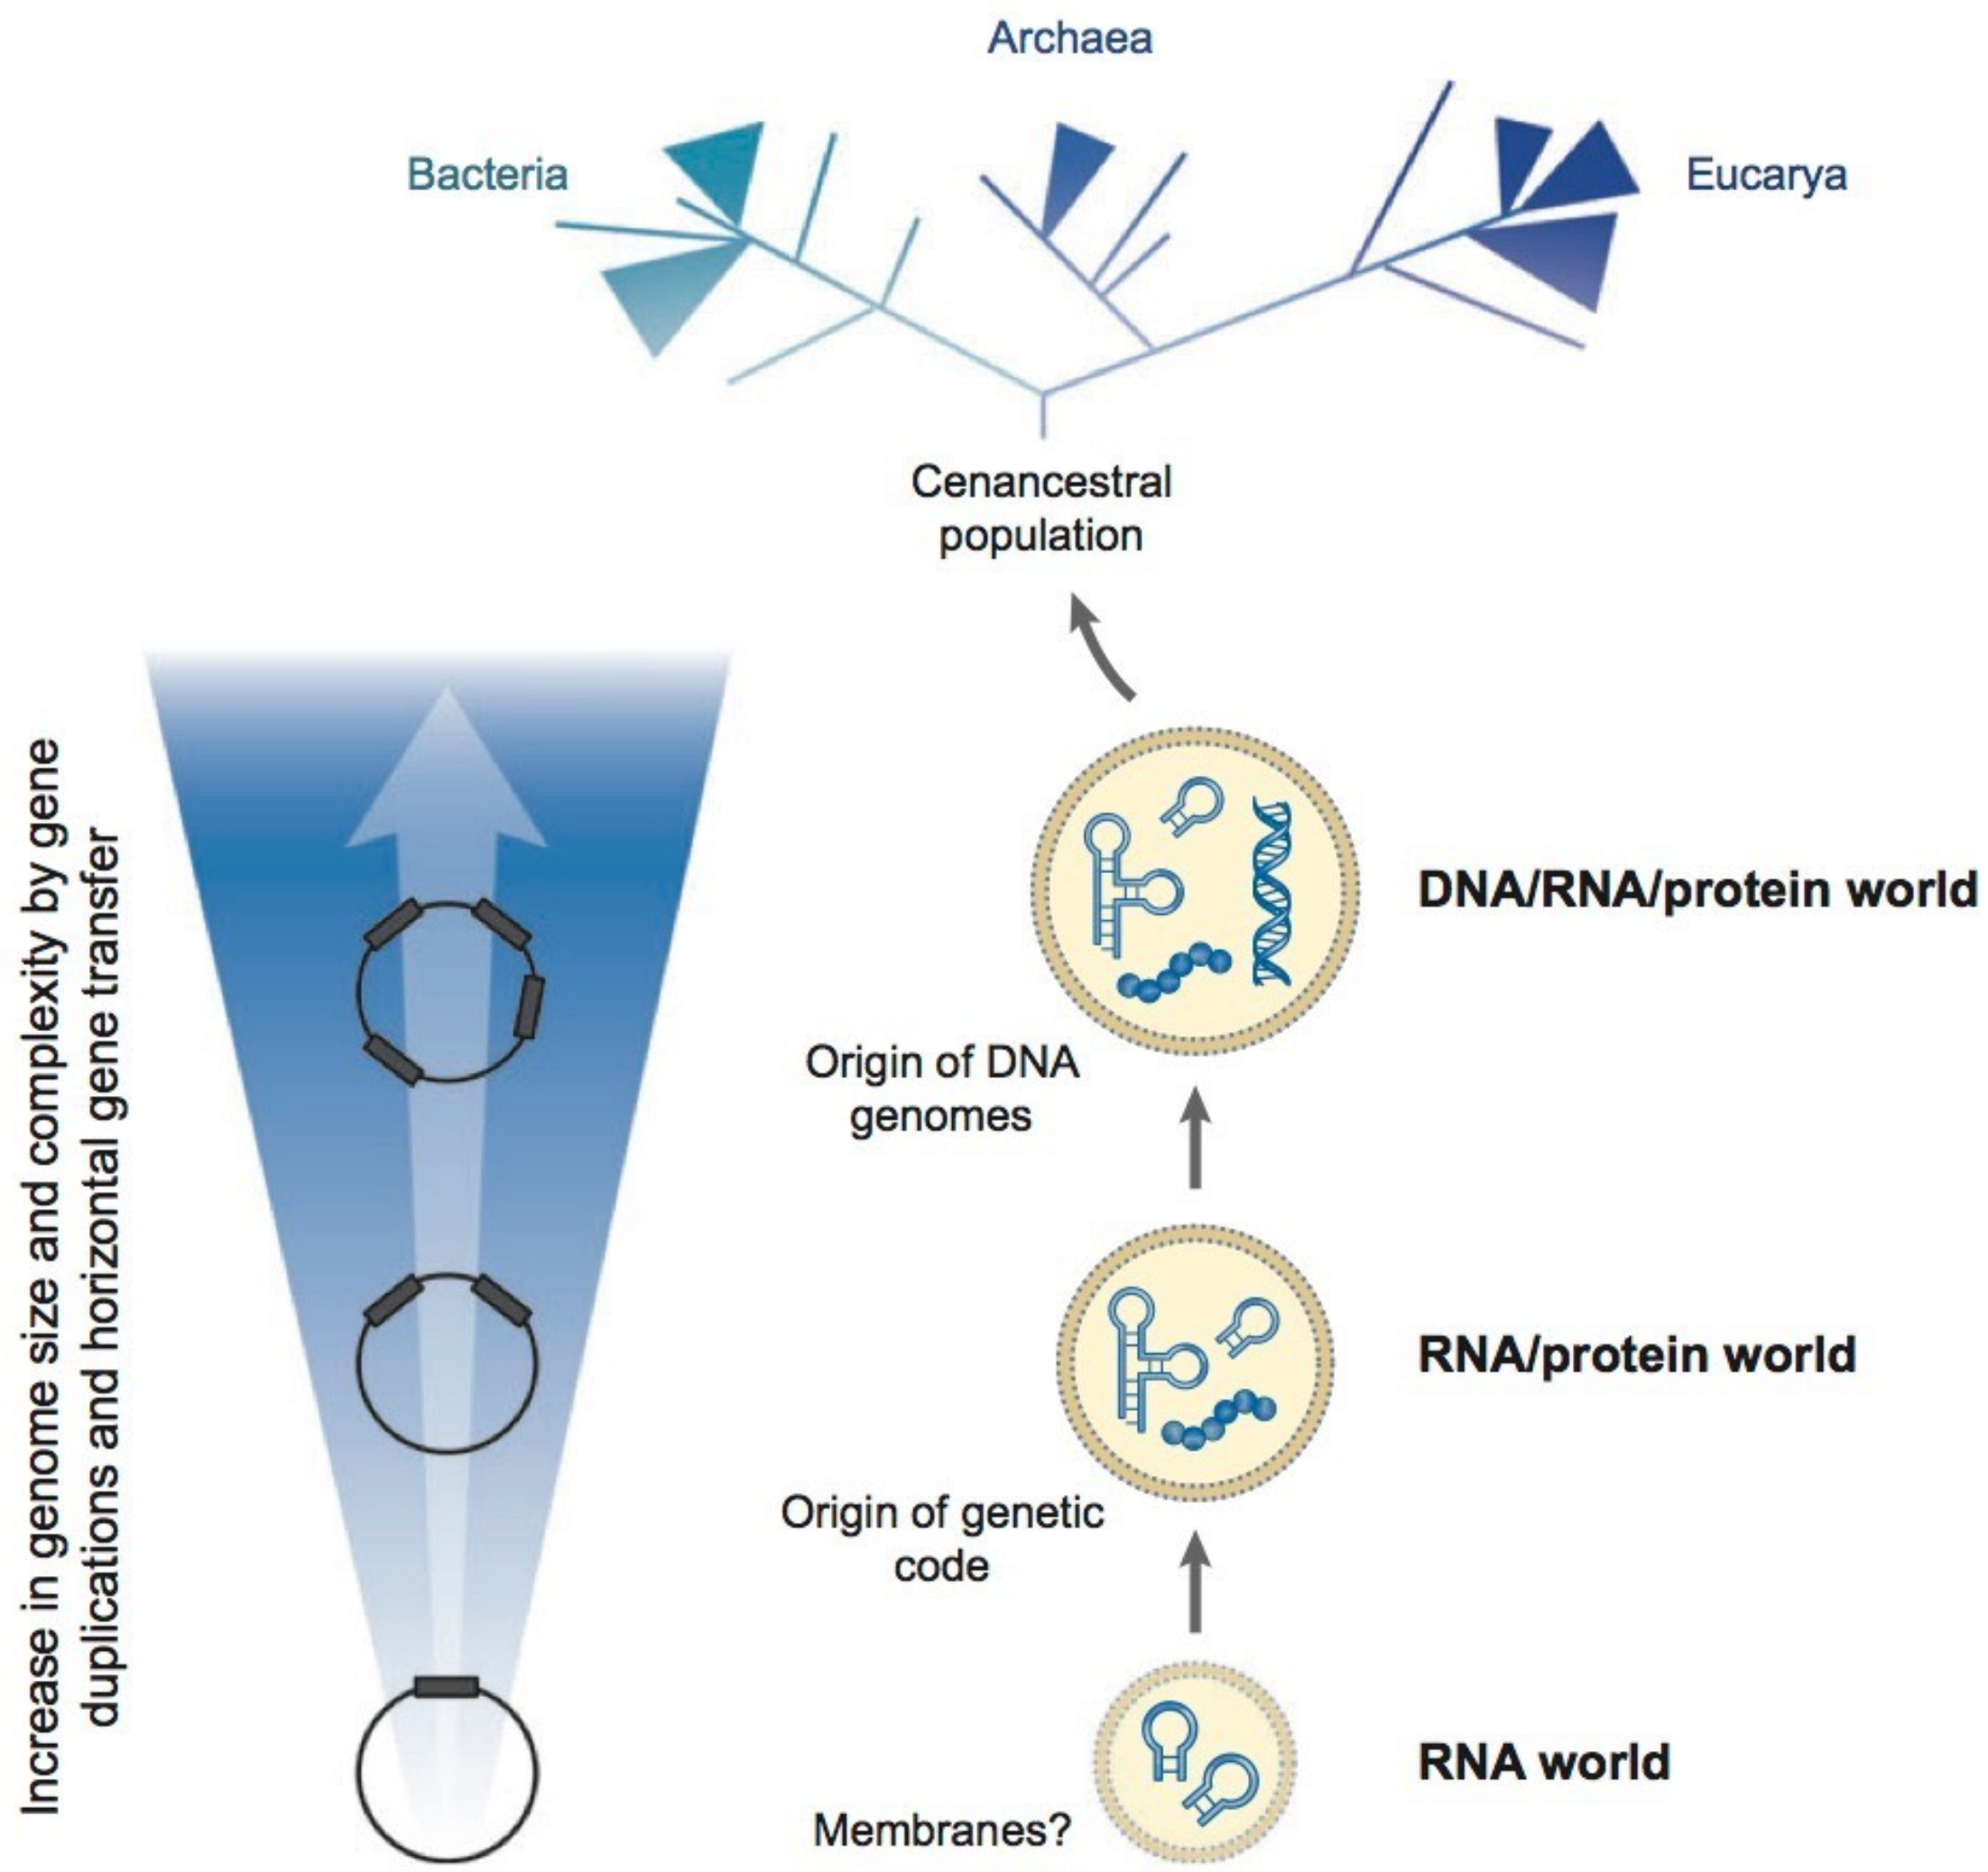 Archaea
Bacteria
Eucarya
Cenancestral
population
Increase in genome size and complexity by gene
duplications and horizontal gene transfer
DNA/RNA/protein world
Origin of DNA
genomes
RNA/protein world
Origin of genetic
code
RNA world
Membranes?